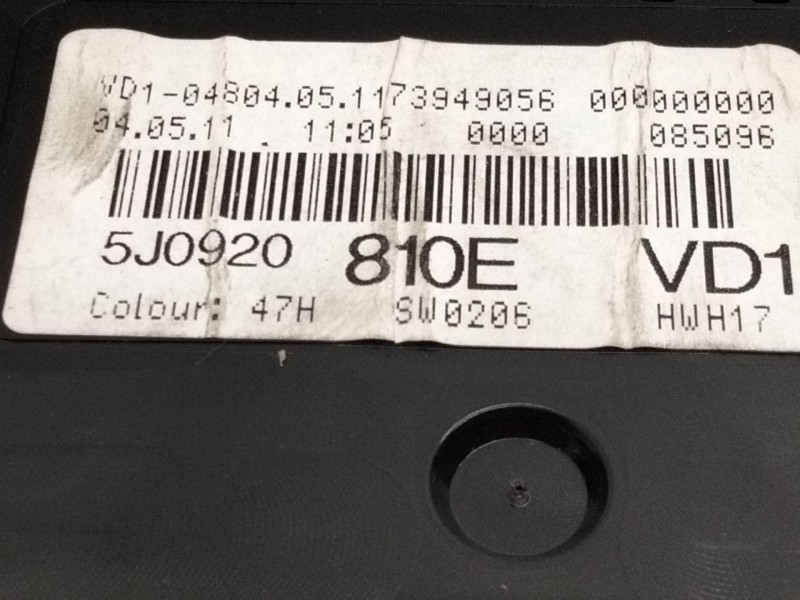 VD1-04804.05.1173949056 000000000
04.05.11 11:05 0000 085096
5J0920 810E VD1
Colour: 47H SW0206 HWH17